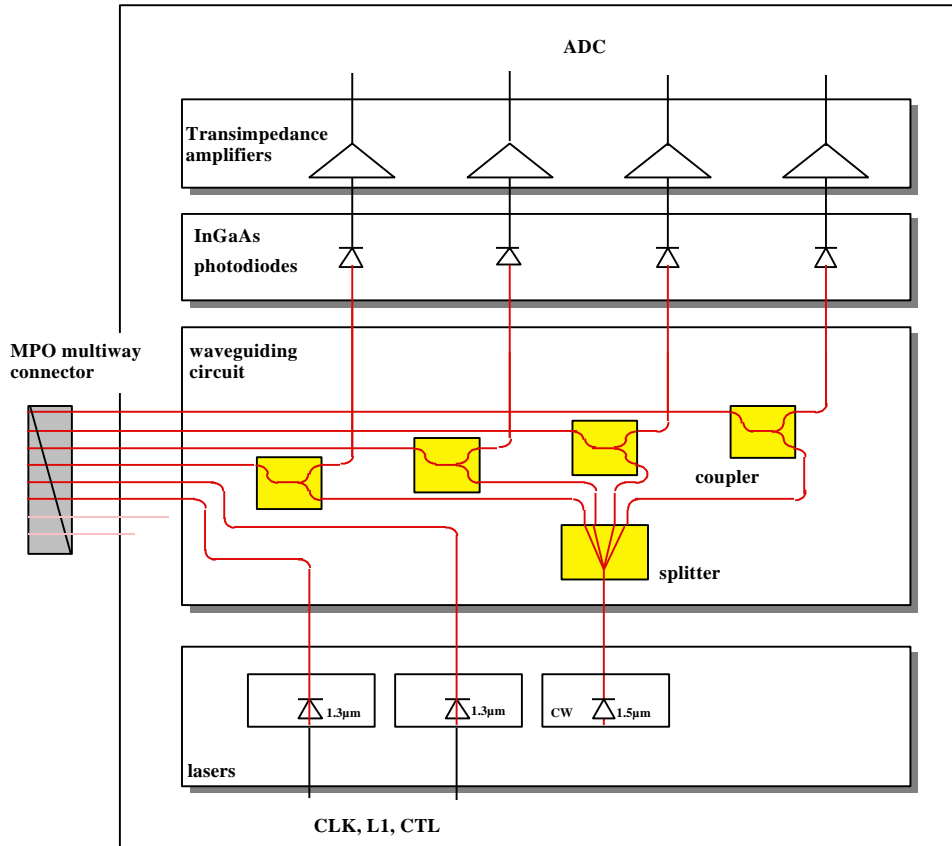 ADC
Transimpedance
amplifiers
InGaAs
photodiodes
MPO multiway
connector
waveguiding
circuit
coupler
splitter
1.3µm
1.3µm
CW
1.5µm
lasers
CLK, L1, CTL